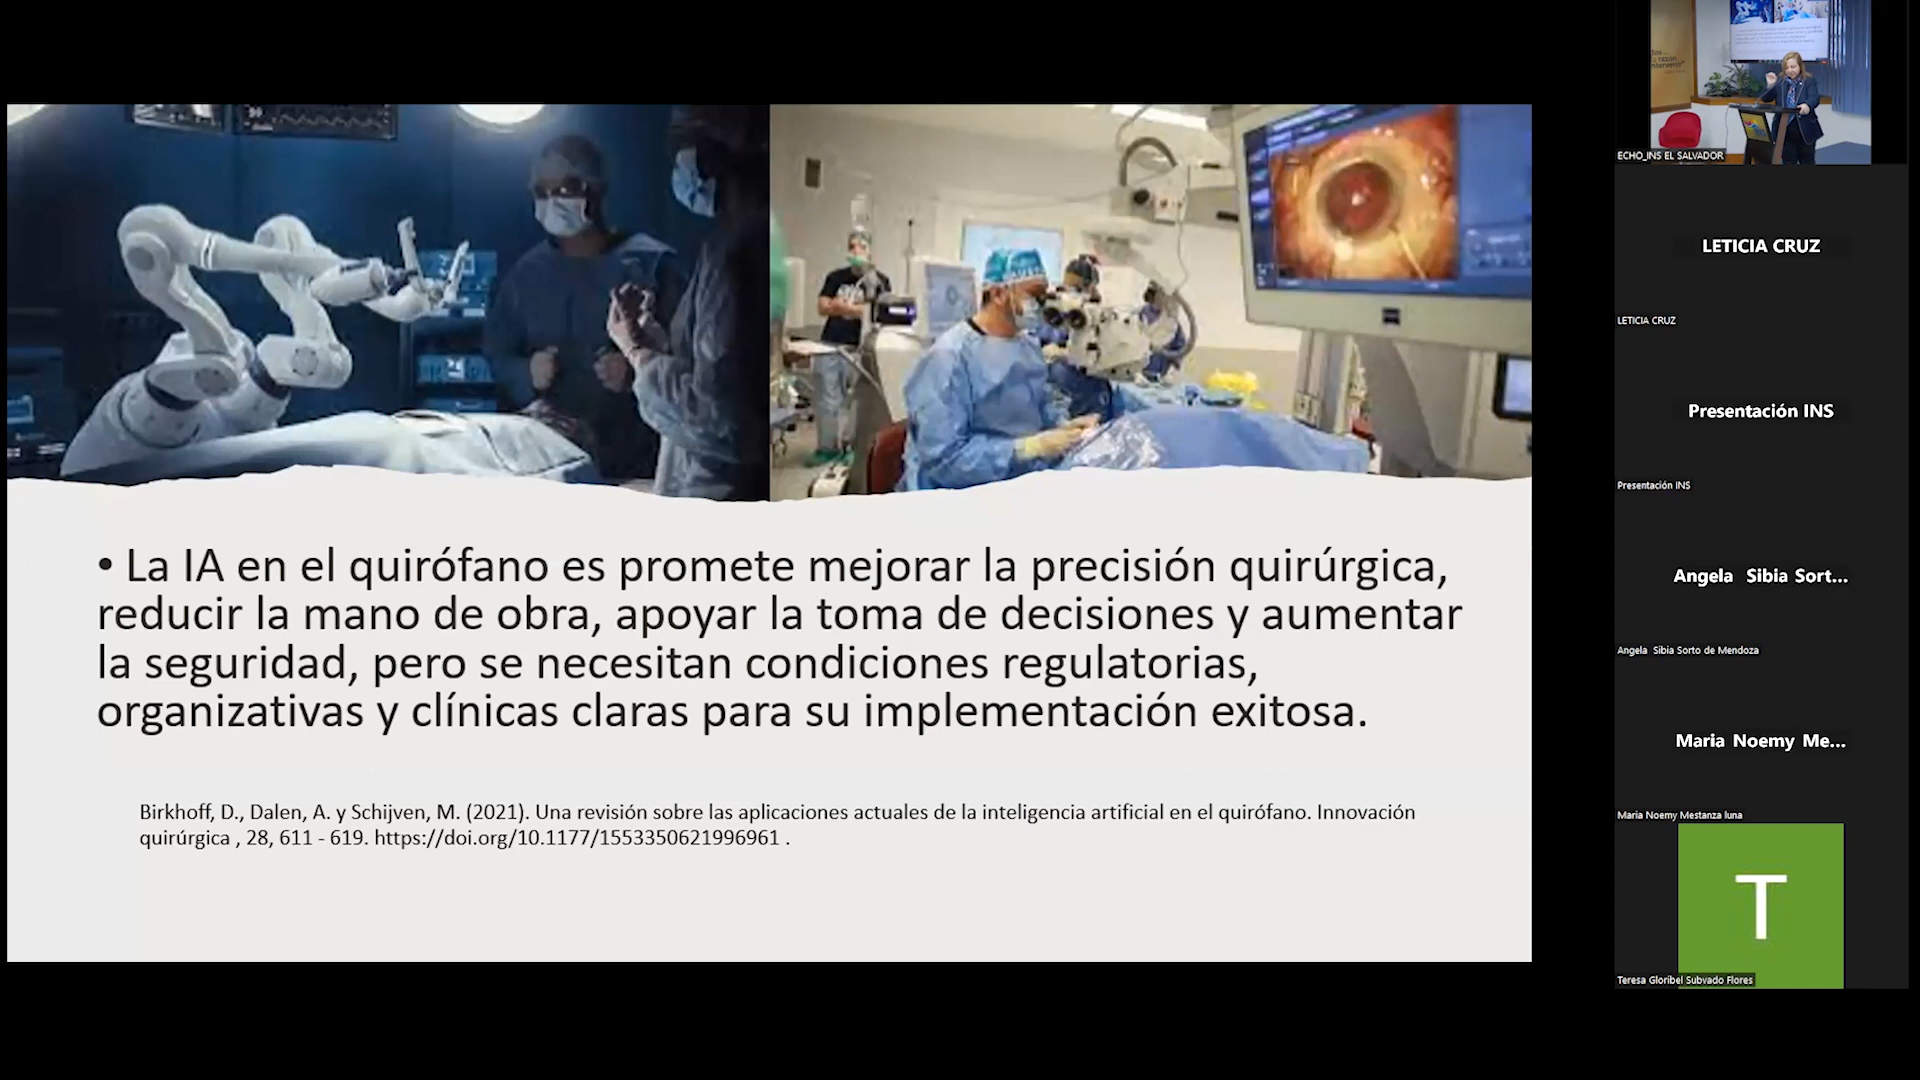 • La IA en el quirófano es promete mejorar la precisión quirúrgica,
reducir la mano de obra, apoyar la toma de decisiones y aumentar
la seguridad, pero se necesitan condiciones regulatorias,
organizativas y clínicas claras para su implementación exitosa.
Birkhoff, D., Dalen, A. y Schijven, M. (2021). Una revisión sobre las aplicaciones actuales de la inteligencia artificial en el quirófano. Innovación
quirúrgica , 28, 611 - 619. https://doi.org/10.1177/1553350621996961 .
ECHO_INS EL SALVADOR
LETICIA CRUZ
LETICIA CRUZ
Presentación INS
Presentación INS
Angela Sibia Sort...
Angela Sibia Sorto de Mendoza
Maria Noemy Me...
Maria Noemy Mestanza luna
T
Teresa Gloribel Subvado Flores